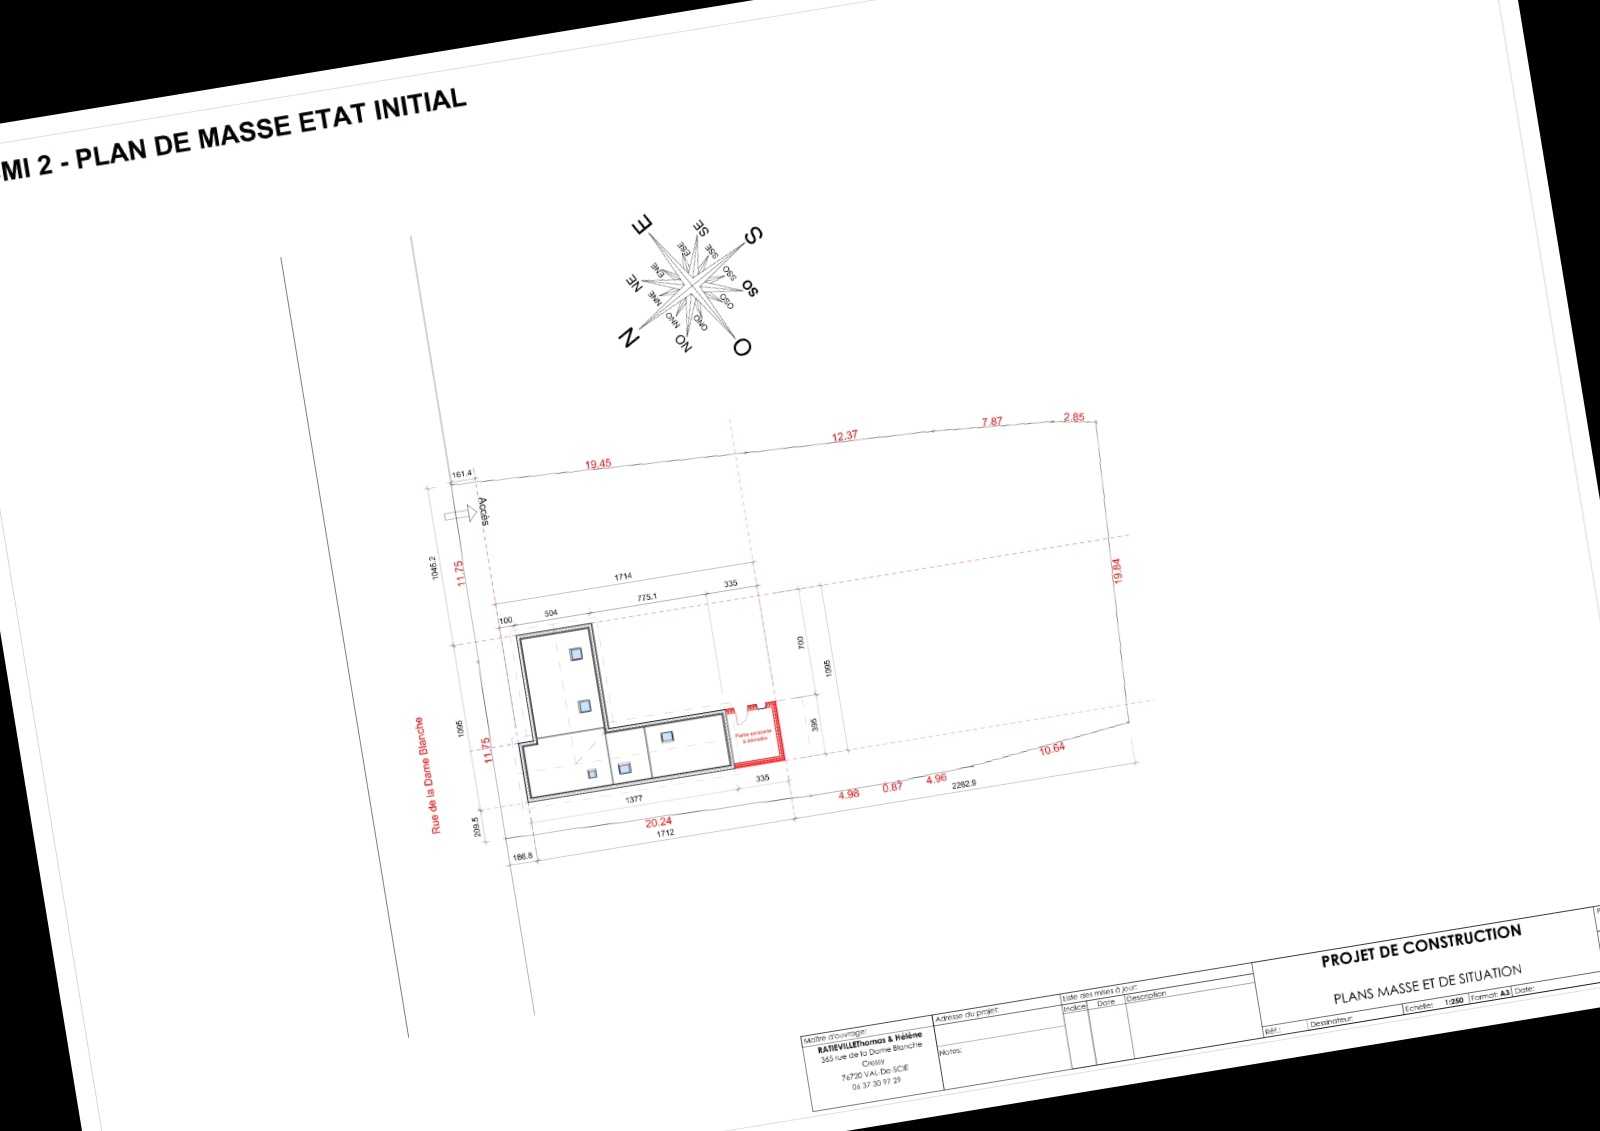 MI 2 - PLAN DE MASSE ETAT INITIAL
E
SE
S
ESE
SSE
NE
ENE
SSO
SO
NNE
OSO
N
NNO
ONO
NO
O
161.4
19.45
12.37
7.87
2.85
Accès
1045.2
11.75
19.84
1714
335
775.1
504
100
700
1095
395
Rue de la Dame Blanche
1095
11.75
209.5
Partie existante
à démolir
1377
335
20.24
1712
186.8
4.98
0.87
4.96
2262.9
10.64
PROJET DE CONSTRUCTION
PLANS MASSE ET DE SITUATION
Réf.:
Dessinateur:
Echelle: 1:250
Format: A3
Date:
Maître d'ouvrage:
RATIEVILLEThomas & Hélène
365 rue de la Dame Blanche
Cressy
76720 VAL-De-SCIE
06 37 30 97 29
Adresse du projet:
Notes:
Liste des mises à jour:
Indice
Date
Description